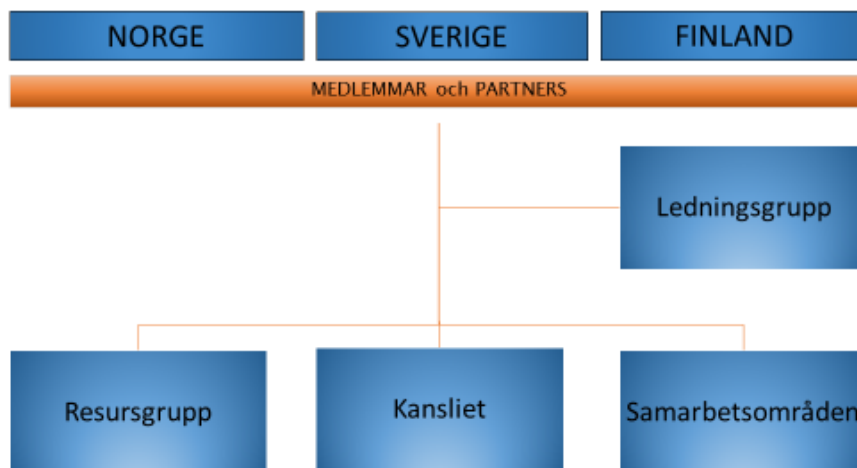 NORGE
SVERIGE
FINLAND
MEDLEMMAR och PARTNERS
Ledningsgrupp
Resursgrupp
Kansliet
Samarbetsområden